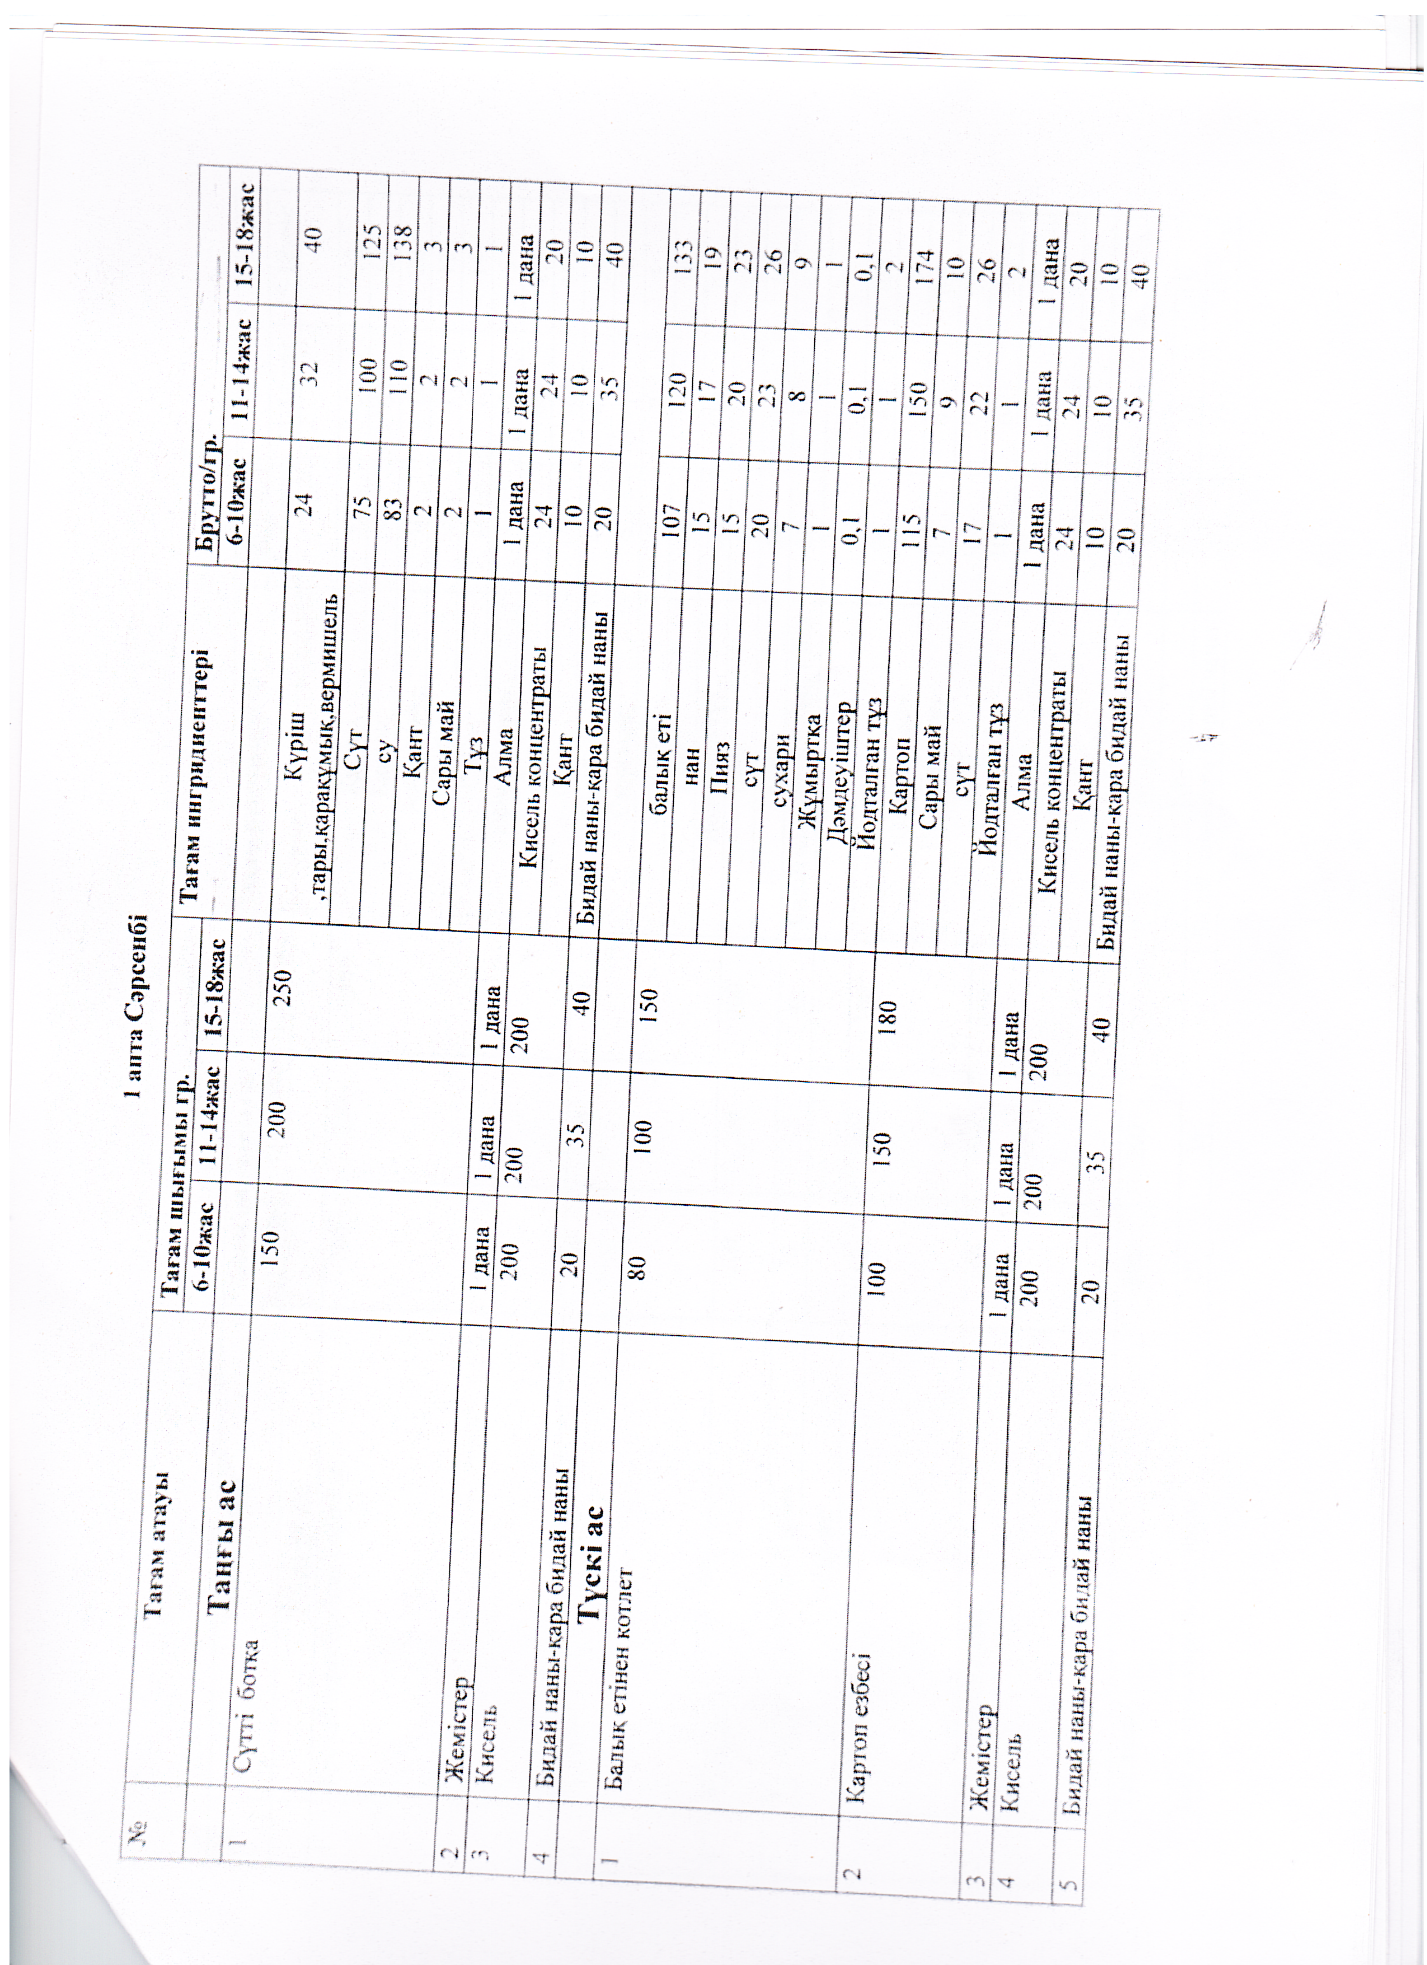 1 апта Сәрсенбі
№ Тағам атауы Тағам шығымы гр. Тағам ингридиенттері Брутто/гр.
6-10жас 11-14жас 15-18жас 6-10жас 11-14жас 15-18жас
Таңғы ас
1 Сүтті ботқа 150 200 250 Күріш 24 32 40
,тары,қарақұмық,вермишель
Сүт 75 100 125
су 83 110 138
Қант 2 2 3
Сары май 2 2 3
Тұз 1 1 1
2 Жемістер 1 дана 1 дана 1 дана Алма 1 дана 1 дана 1 дана
3 Кисель 200 200 200 Кисель концентраты 24 24 20
Қант 10 10 10
4 Бидай наны-қара бидай наны 20 35 40 Бидай наны-қара бидай наны 20 35 40
Түскі ас
1 Балық етінен котлет 80 100 150 балық еті 107 120 133
нан 15 17 19
Пияз 15 20 23
сүт 20 23 26
сухари 7 8 9
Жұмыртқа 1 1 1
Дәмдеуіштер 0,1 0,1 0,1
Йодталған тұз 1 1 2
2 Картоп езбесі 100 150 180 Картоп 115 150 174
Сары май 7 9 10
сүт 17 22 26
Йодталған тұз 1 1 2
3 Жемістер 1 дана 1 дана 1 дана Алма 1 дана 1 дана 1 дана
4 Кисель 200 200 200 Кисель концентраты 24 24 20
Қант 10 10 10
5 Бидай наны-қара бидай наны 20 35 40 Бидай наны-қара бидай наны 20 35 40